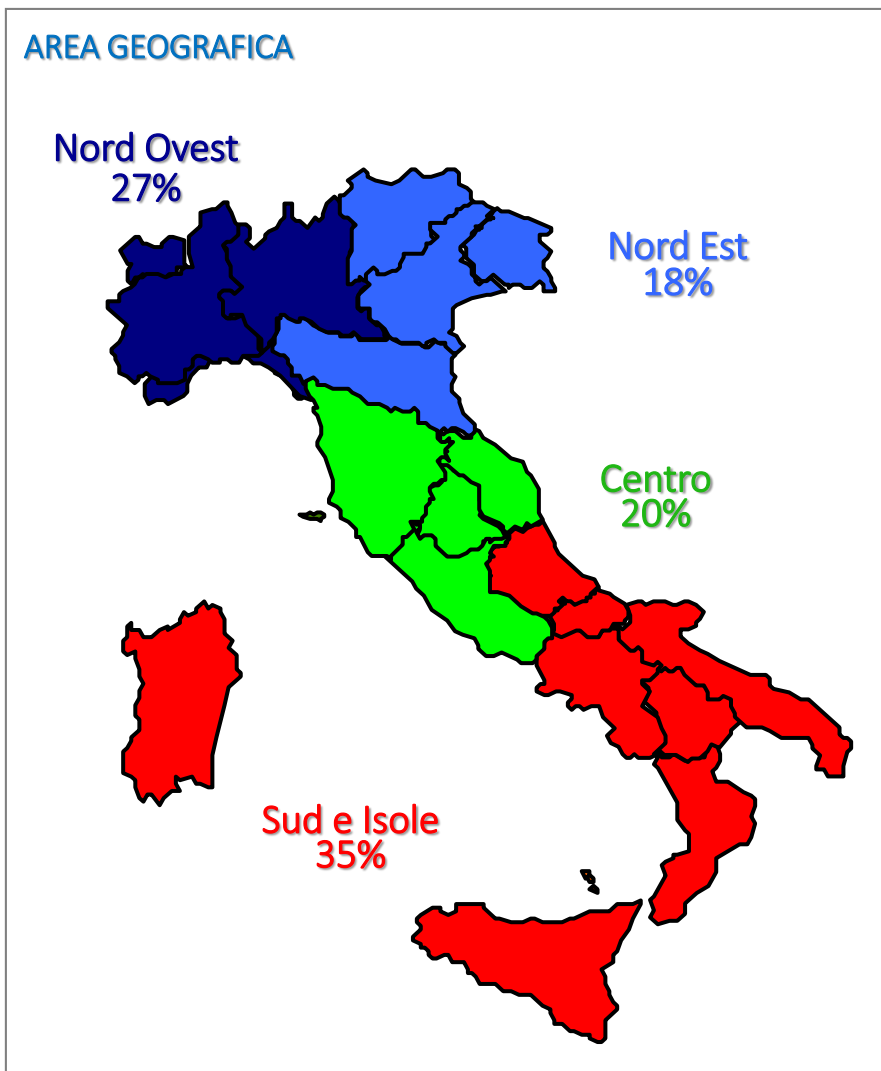 AREA GEOGRAFICA
Nord Ovest
27%
Nord Est
18%
Centro
20%
Sud e Isole
35%